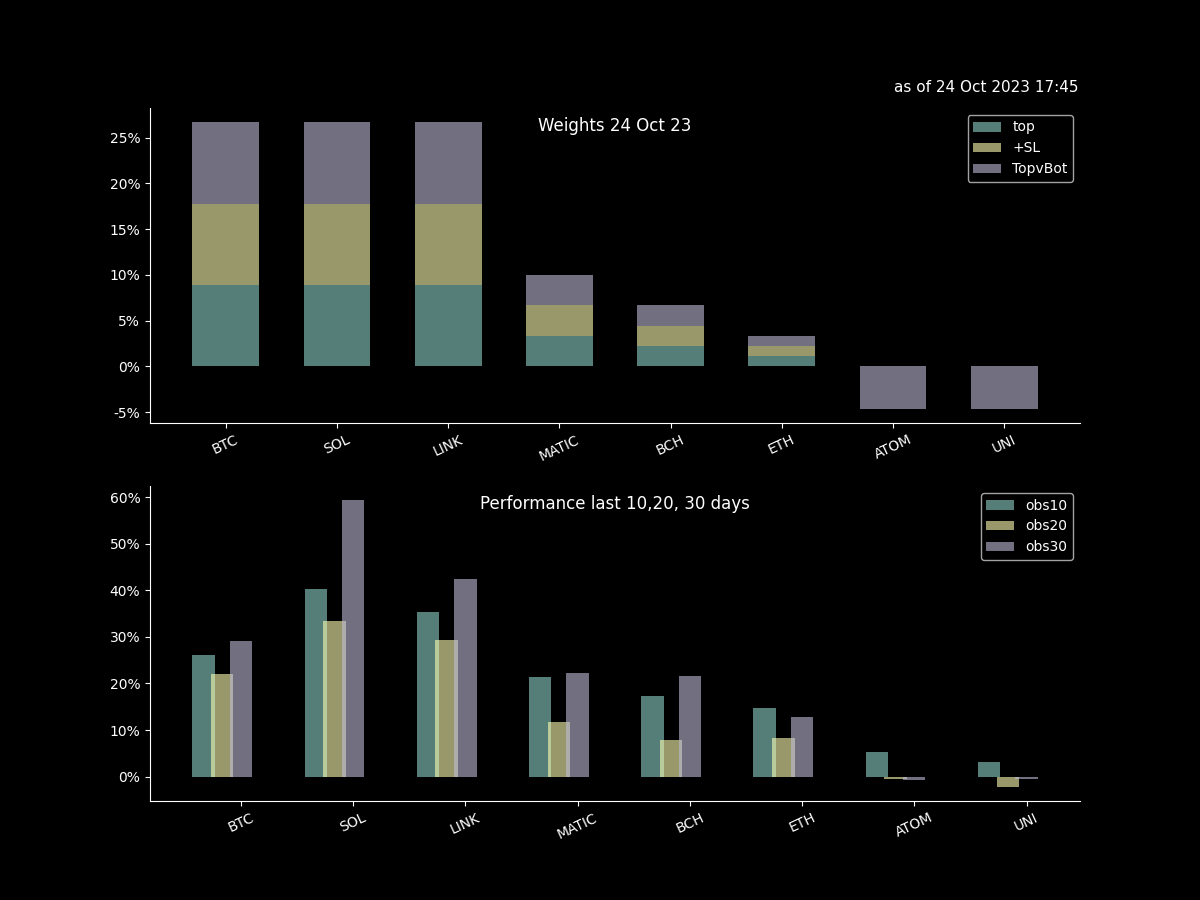 as of 24 Oct 2023 17:45
Weights 24 Oct 23
top
+SL
TopvBot
25%
20%
15%
10%
5%
0%
-5%
BTC SOL LINK MATIC BCH ETH ATOM UNI
Performance last 10,20, 30 days
obs10
obs20
obs30
60%
50%
40%
30%
20%
10%
0%
BTC SOL LINK MATIC BCH ETH ATOM UNI